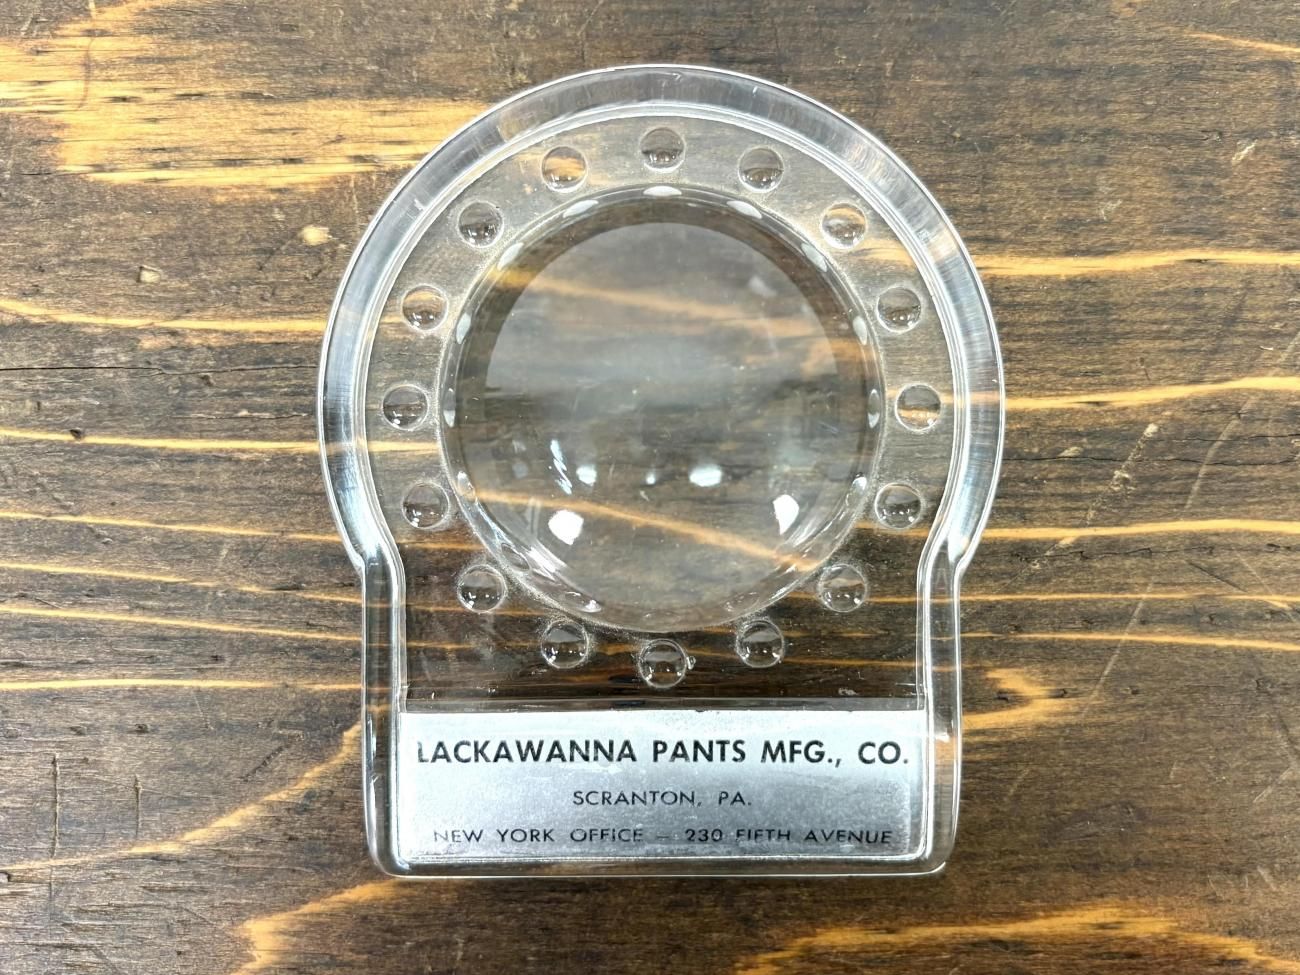 LACKAWANNA PANTS MFG., CO.
SCRANTON, PA.
NEW YORK OFFICE — 230 FIFTH AVENUE